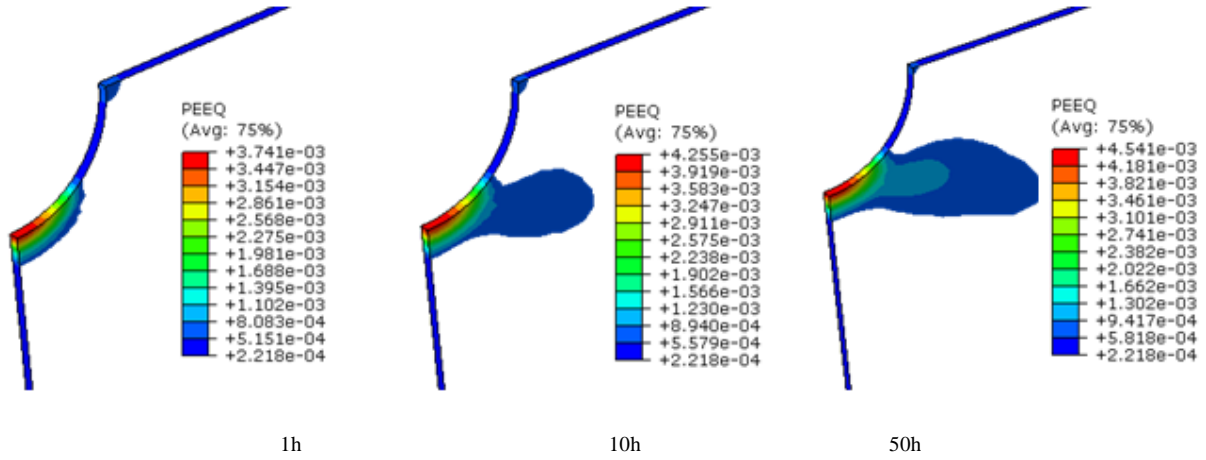 PEEQ
(Avg: 75%)
+3.741e-03
+3.447e-03
+3.154e-03
+2.861e-03
+2.568e-03
+2.275e-03
+1.981e-03
+1.688e-03
+1.395e-03
+1.102e-03
+8.083e-04
+5.151e-04
+2.218e-04
PEEQ
(Avg: 75%)
+4.255e-03
+3.919e-03
+3.583e-03
+3.247e-03
+2.911e-03
+2.575e-03
+2.238e-03
+1.902e-03
+1.566e-03
+1.230e-03
+8.940e-04
+5.579e-04
+2.218e-04
PEEQ
(Avg: 75%)
+4.541e-03
+4.181e-03
+3.821e-03
+3.461e-03
+3.101e-03
+2.741e-03
+2.382e-03
+2.022e-03
+1.662e-03
+1.302e-03
+9.417e-04
+5.818e-04
+2.218e-04
1h
10h
50h